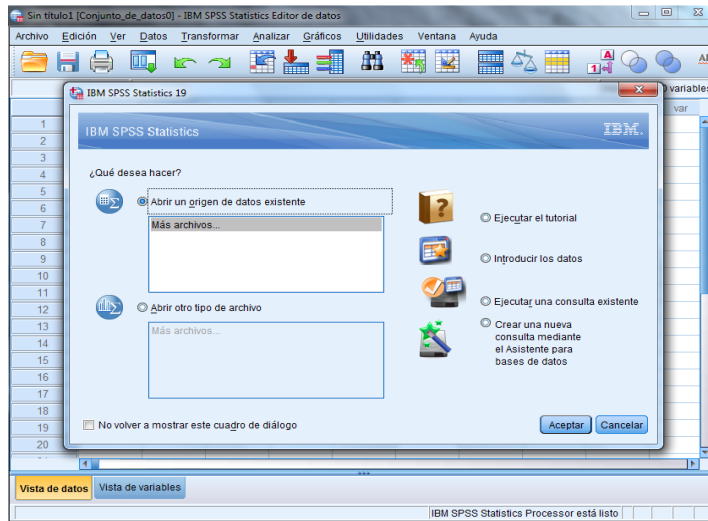 Sin título1 [Conjunto_de_datos0] - IBM SPSS Statistics Editor de datos
Archivo Edición Ver Datos Transformar Analizar Gráficos Utilidades Ventana Ayuda
variables
IBM SPSS Statistics 19
var
IBM SPSS Statistics
IBM.
¿Qué desea hacer?
Abrir un origen de datos existente
Más archivos...
Abrir otro tipo de archivo
Más archivos...
Ejecutar el tutorial
Introducir los datos
Ejecutar una consulta existente
Crear una nueva
consulta mediante
el Asistente para
bases de datos
No volver a mostrar este cuadro de diálogo
Aceptar
Cancelar
1
2
3
4
5
6
7
8
9
10
11
12
13
14
15
16
17
18
19
20
Vista de datos
Vista de variables
IBM SPSS Statistics Processor está listo